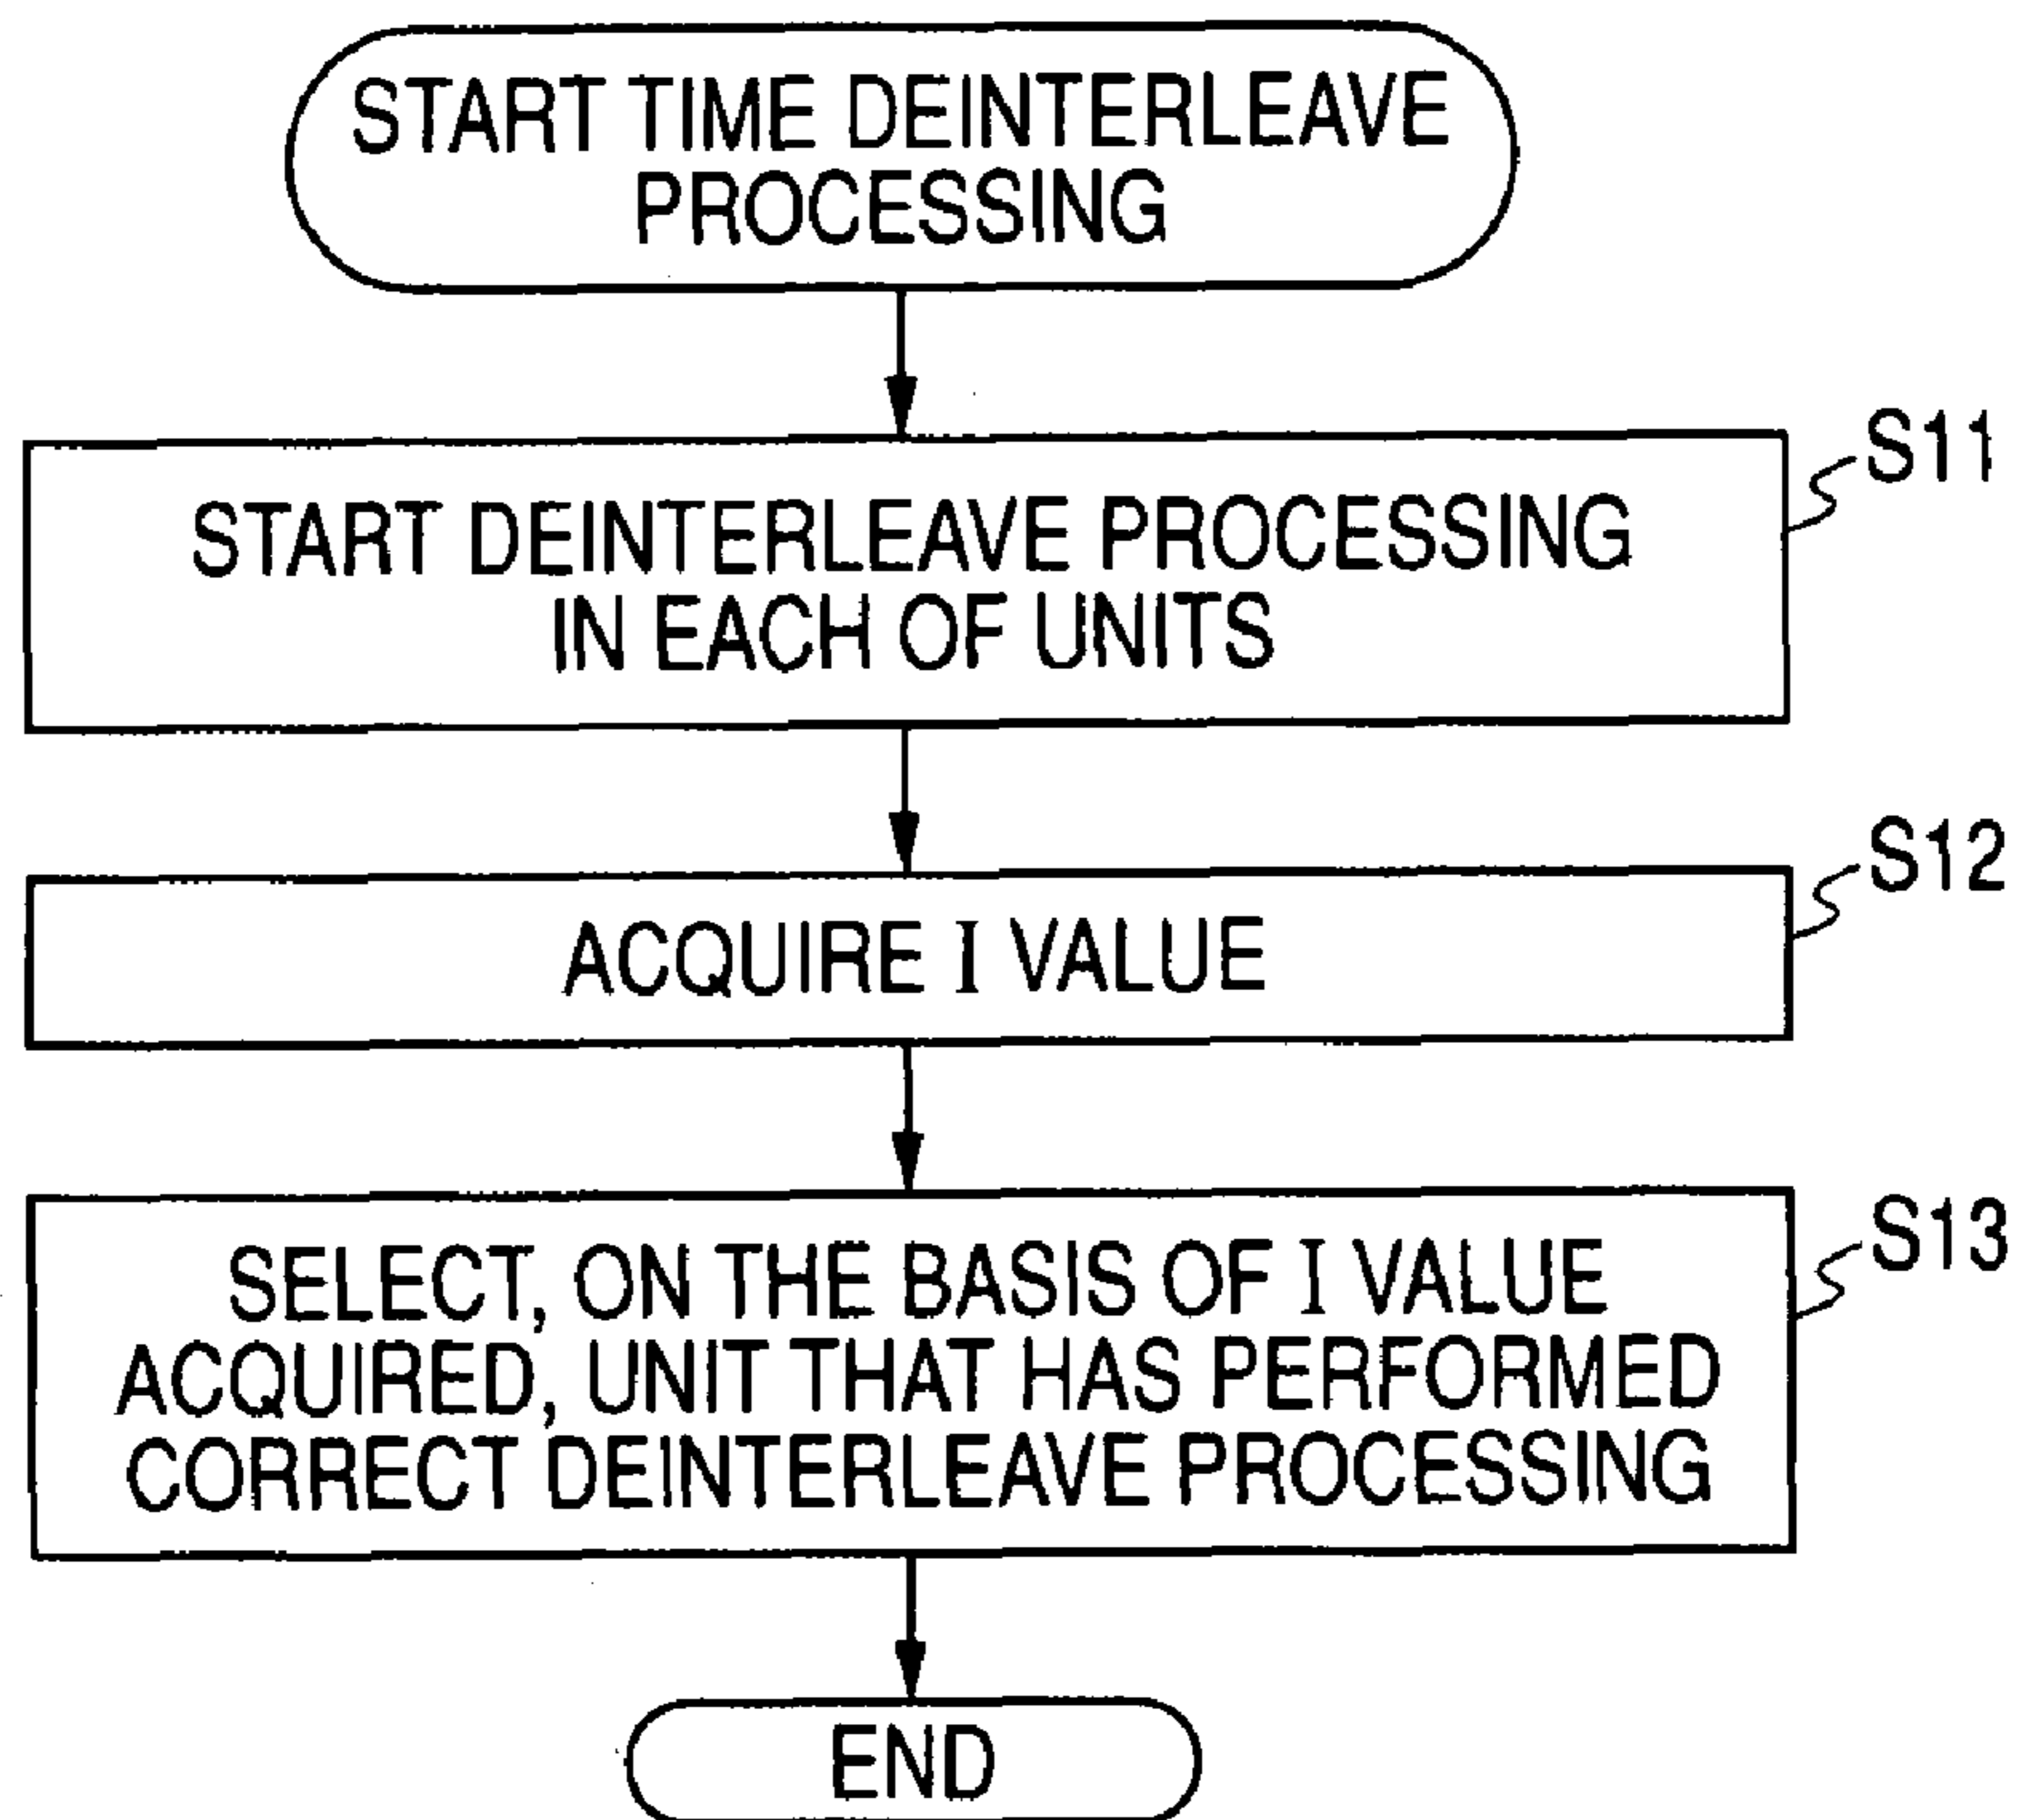 START TIME DEINTERLEAVE
PROCESSING
S11
START DEINTERLEAVE PROCESSING
IN EACH OF UNITS
S12
ACQUIRE I VALUE
S13
SELECT, ON THE BASIS OF I VALUE
ACQUIRED, UNIT THAT HAS PERFORMED
CORRECT DEINTERLEAVE PROCESSING
END